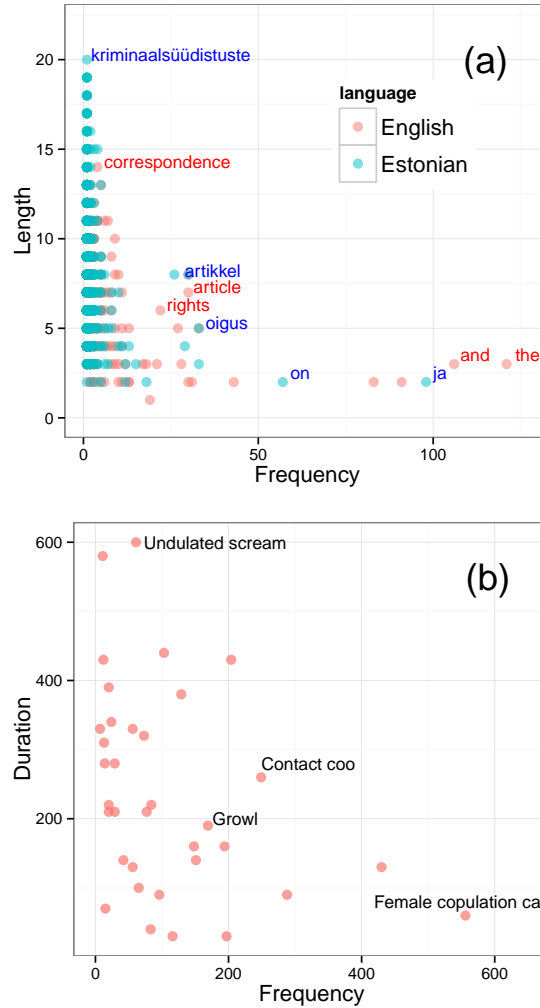 20
15
10
5
0
Length
kriminaalsüüdistuste
(a)
language
English
Estonian
correspondence
artikkel
article
rights
oigus
on
ja
and
the
0
50
100
Frequency
600
400
200
0
Duration
Undulated scream
(b)
Contact coo
Growl
Female copulation ca
0
200
400
600
Frequency